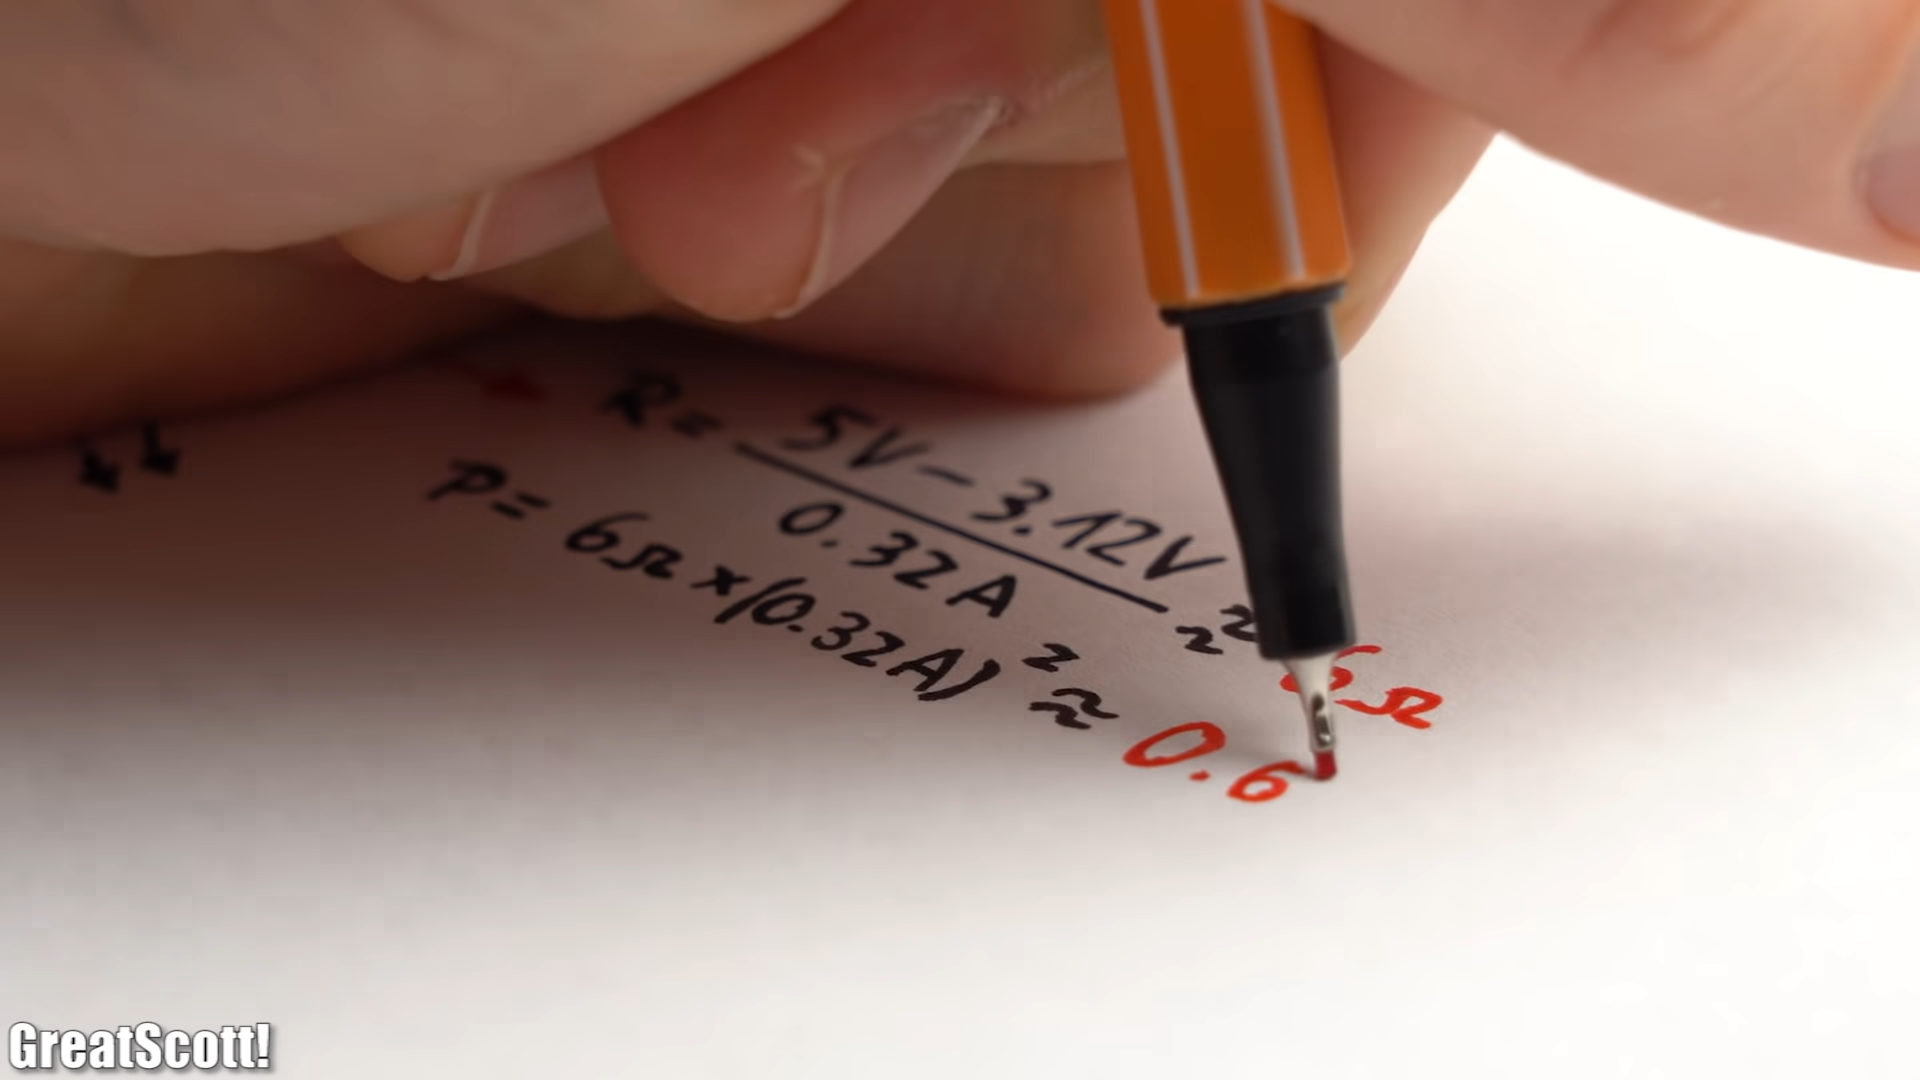 R = 5V - 3.12V
0.32A ≈ 6Ω
P = 6Ω × (0.32A)² ≈ 0.6
GreatScott!